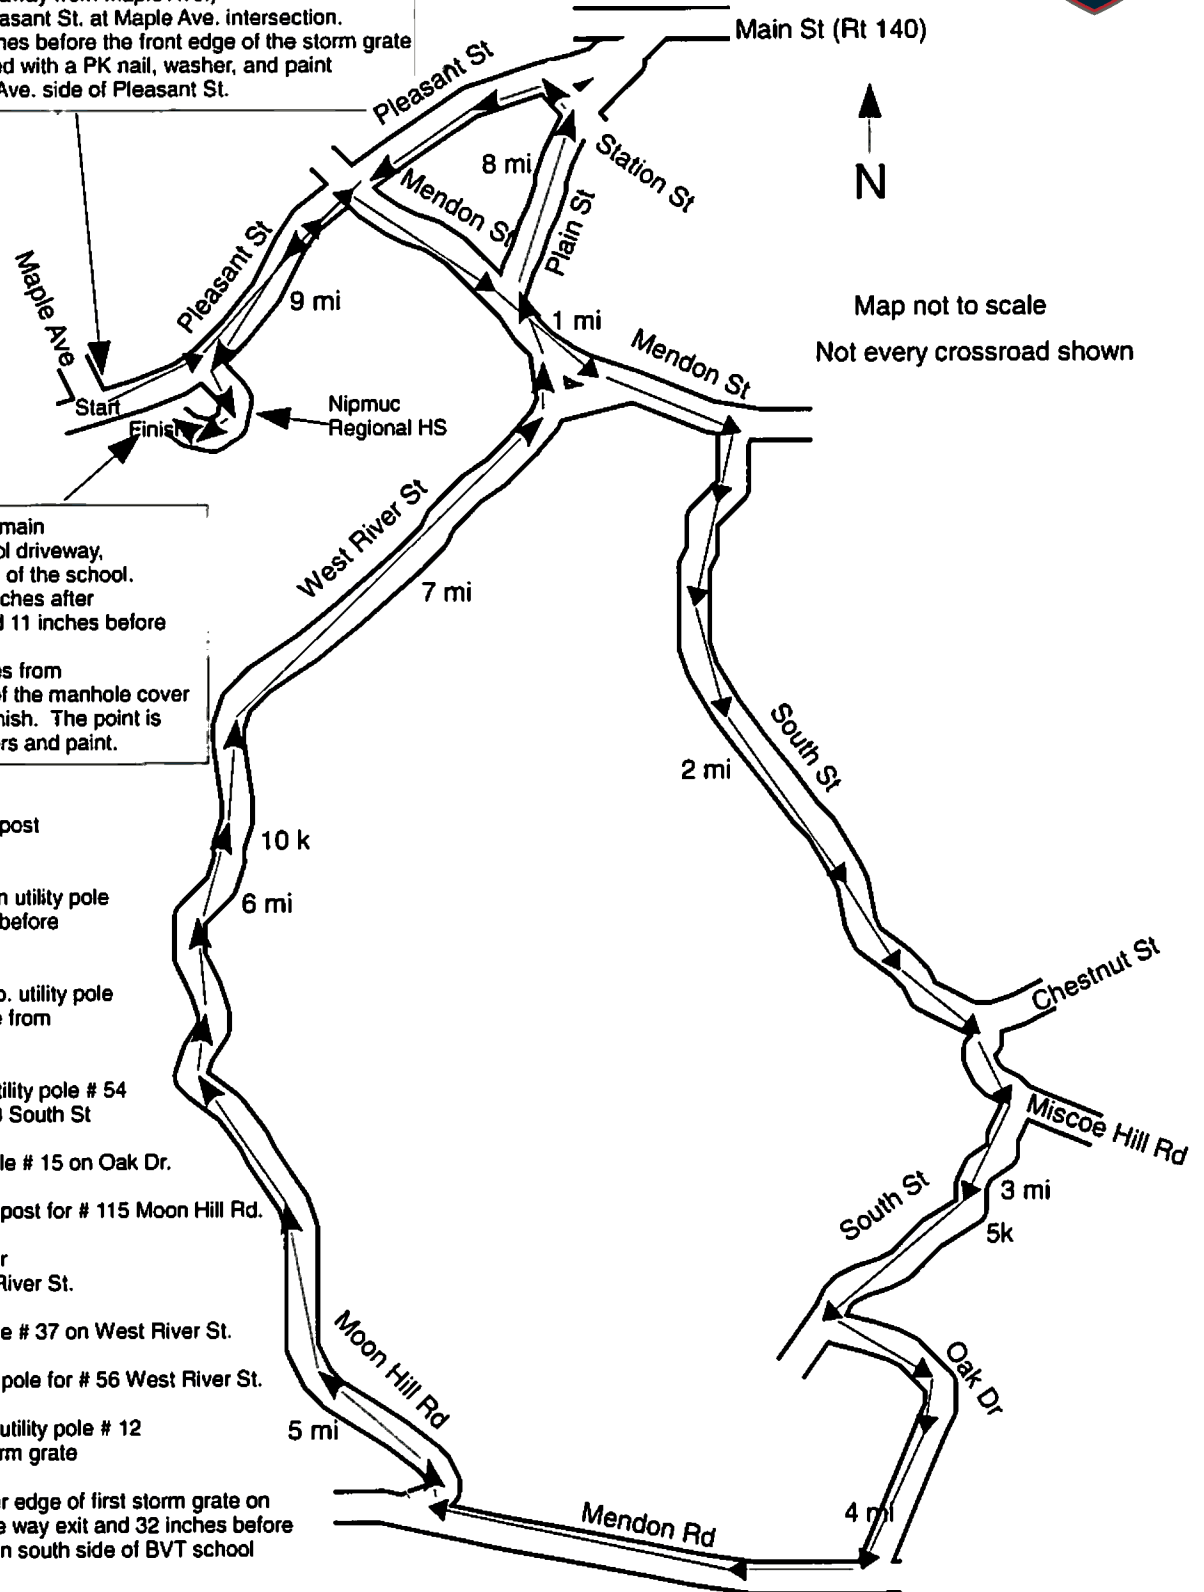 asant St. at Maple Ave. intersection.
hes before the front edge of the storm grate
ed with a PK nail, washer, and paint
Ave. side of Pleasant St.
Main St (Rt 140)
Pleasant St
8 mi
Station St
N
Mendon St
Plain St
Pleasant St
Maple Ave
9 mi
1 mi
Map not to scale
Mendon St
Not every crossroad shown
Start
Finish
Nipmuc
Regional HS
West River St
main
ol driveway,
of the school.
ches after
d 11 inches before
es from
of the manhole cover
nish. The point is
rs and paint.
7 mi
South St
2 mi
post
10 k
n utility pole
before
6 mi
Chestnut St
o. utility pole
e from
tility pole # 54
South St
Miscoe Hill Rd
le # 15 on Oak Dr.
post for # 115 Moon Hill Rd.
South St
3 mi
5k
r
River St.
e # 37 on West River St.
Moon Hill Rd
Oak Dr
pole for # 56 West River St.
utility pole # 12
rm grate
5 mi
r edge of first storm grate on
e way exit and 32 inches before
n south side of BVT school
Mendon Rd
4 mi